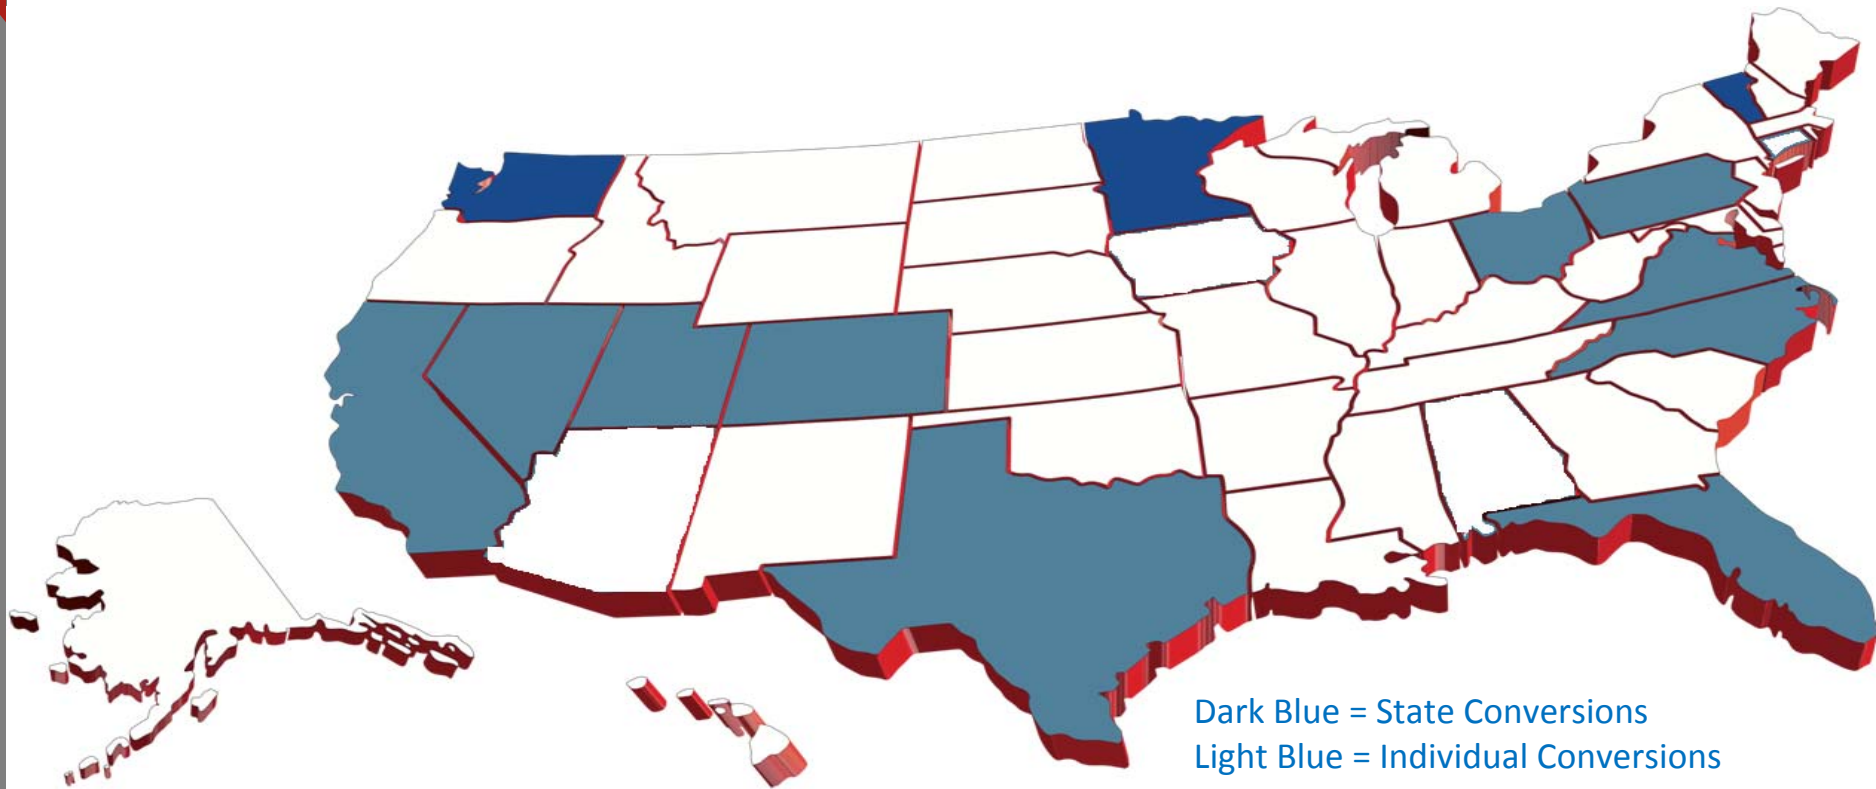 Dark Blue = State Conversions
Light Blue = Individual Conversions